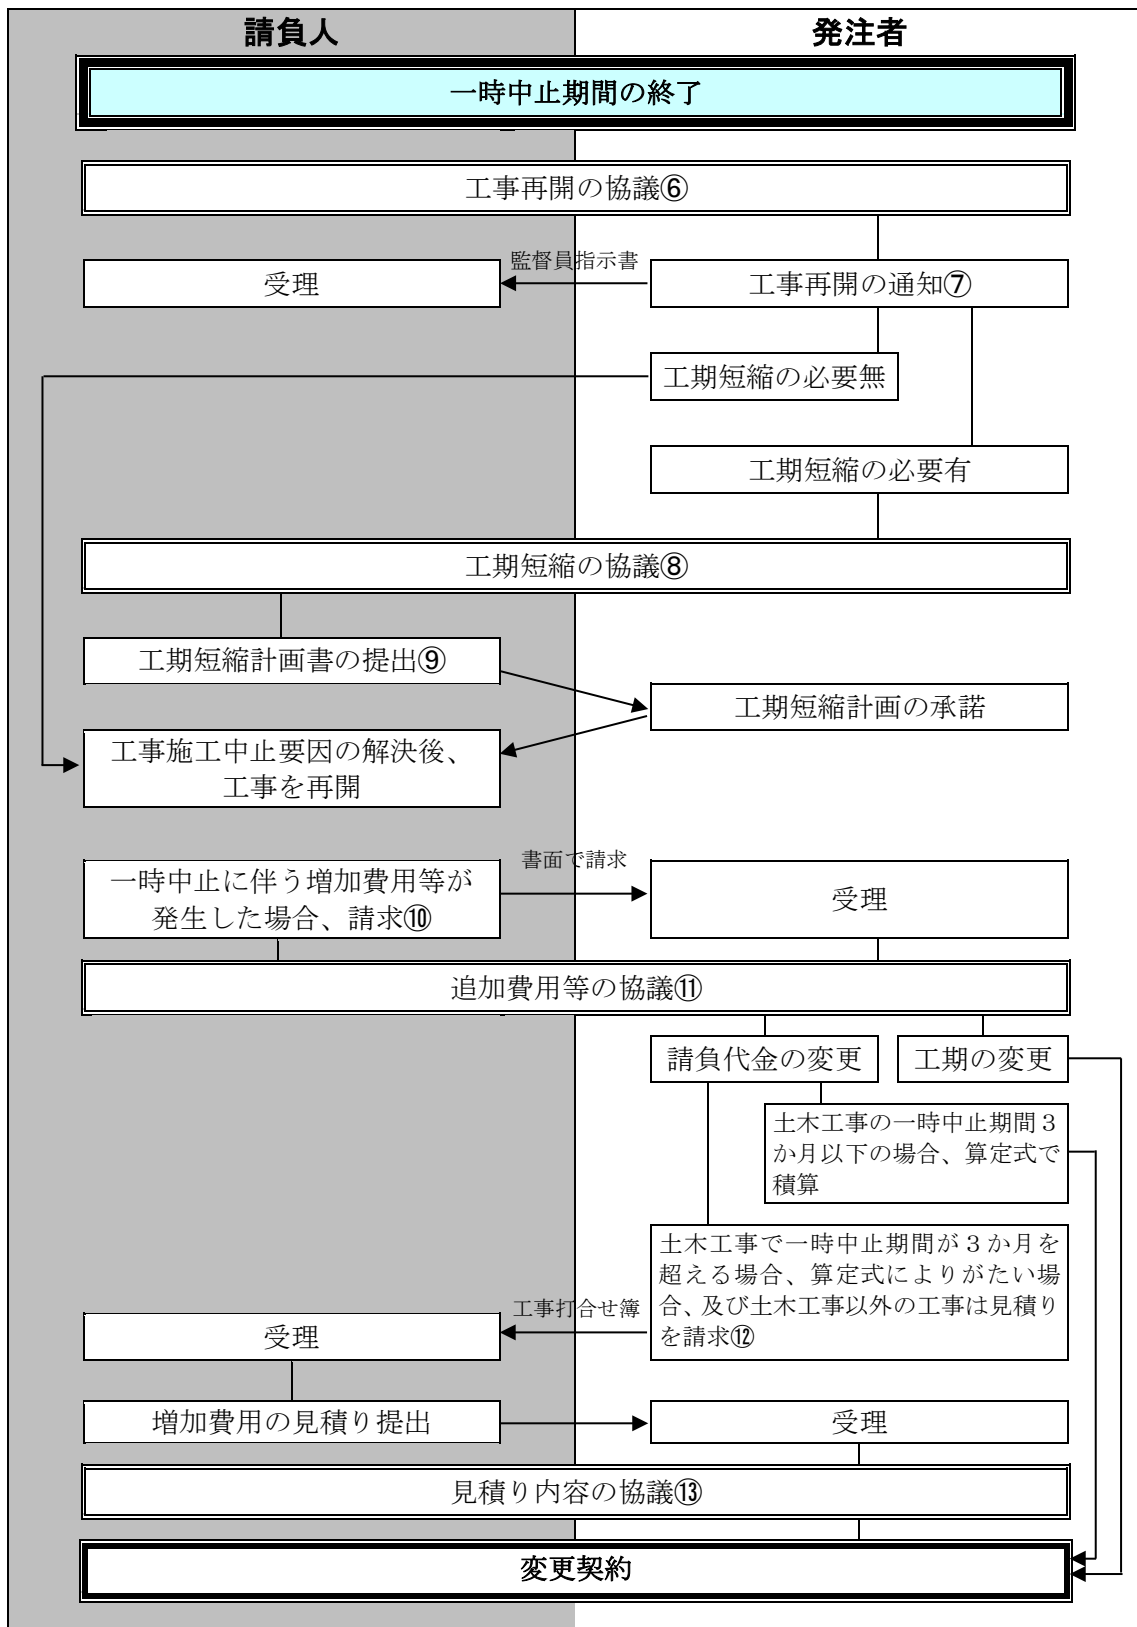 請負人
発注者
一時中止期間の終了
工事再開の協議⑥
監督員指示書
受理
工事再開の通知⑦
工期短縮の必要無
工期短縮の必要有
工期短縮の協議⑧
工期短縮計画書の提出⑨
工期短縮計画の承諾
工事施工中止要因の解決後、
工事を再開
書面で請求
一時中止に伴う増加費用等が
発生した場合、請求⑩
受理
追加費用等の協議⑪
請負代金の変更
工期の変更
土木工事の一時中止期間３
か月以下の場合、算定式で
積算
土木工事で一時中止期間が３か月を
超える場合、算定式によりがたい場
合、及び土木工事以外の工事は見積り
を請求⑫
工事打合せ簿
受理
増加費用の見積り提出
受理
見積り内容の協議⑬
変更契約